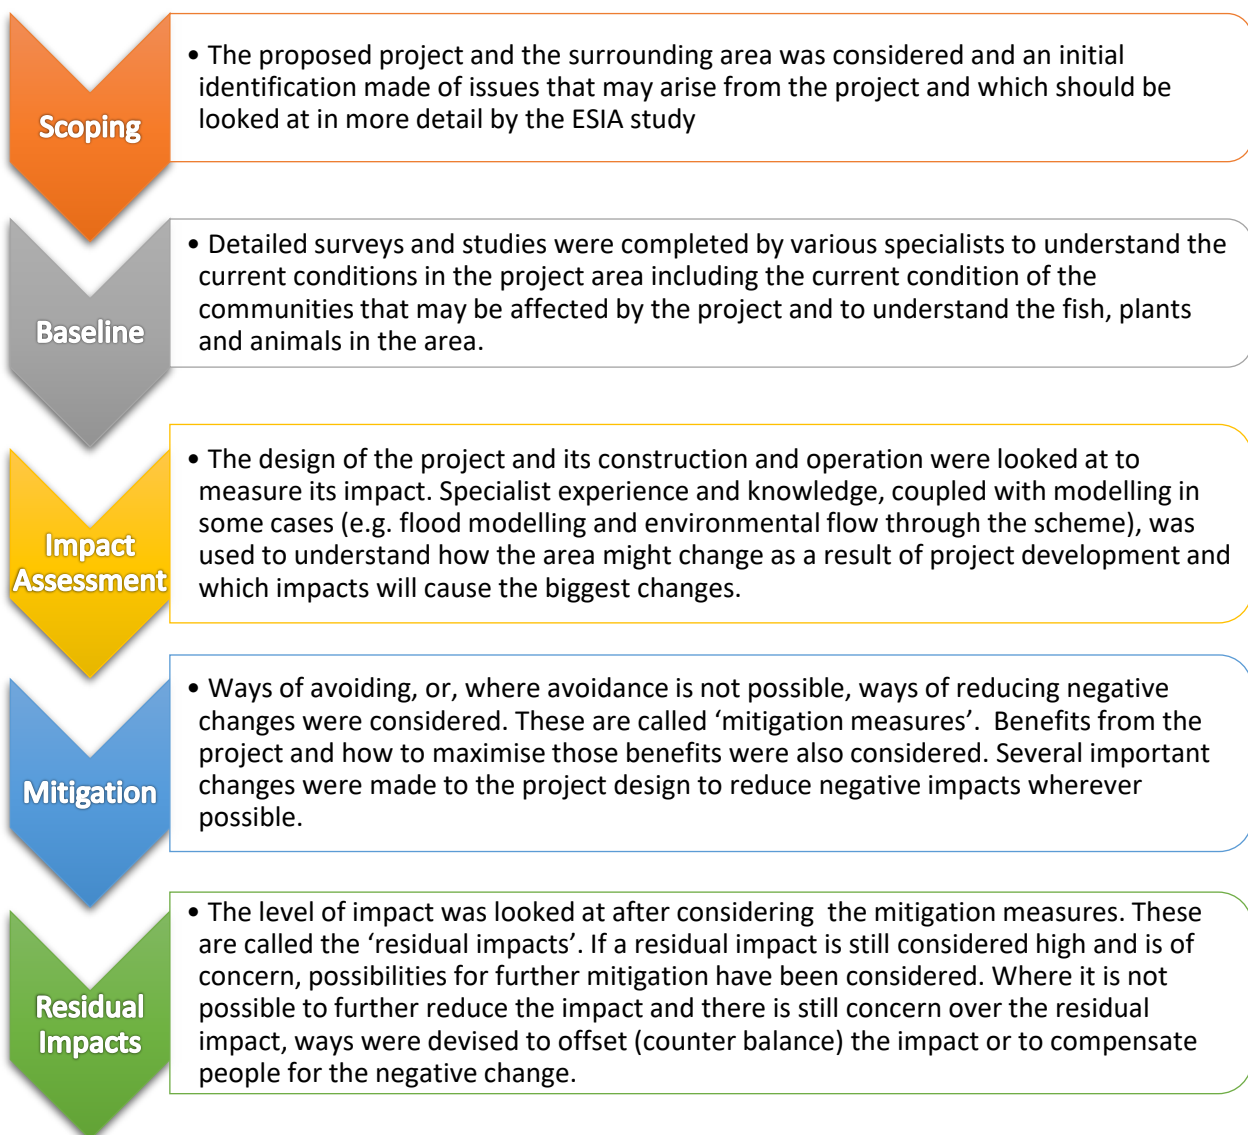 Scoping
• The proposed project and the surrounding area was considered and an initial
identification made of issues that may arise from the project and which should be
looked at in more detail by the ESIA study
Baseline
• Detailed surveys and studies were completed by various specialists to understand the
current conditions in the project area including the current condition of the
communities that may be affected by the project and to understand the fish, plants
and animals in the area.
Impact
Assessment
• The design of the project and its construction and operation were looked at to
measure its impact. Specialist experience and knowledge, coupled with modelling in
some cases (e.g. flood modelling and environmental flow through the scheme), was
used to understand how the area might change as a result of project development and
which impacts will cause the biggest changes.
Mitigation
• Ways of avoiding, or, where avoidance is not possible, ways of reducing negative
changes were considered. These are called ‘mitigation measures’.  Benefits from the
project and how to maximise those benefits were also considered. Several important
changes were made to the project design to reduce negative impacts wherever
possible.
Residual
Impacts
• The level of impact was looked at after considering  the mitigation measures. These
are called the ‘residual impacts’. If a residual impact is still considered high and is of
concern, possibilities for further mitigation have been considered. Where it is not
possible to further reduce the impact and there is still concern over the residual
impact, ways were devised to offset (counter balance) the impact or to compensate
people for the negative change.